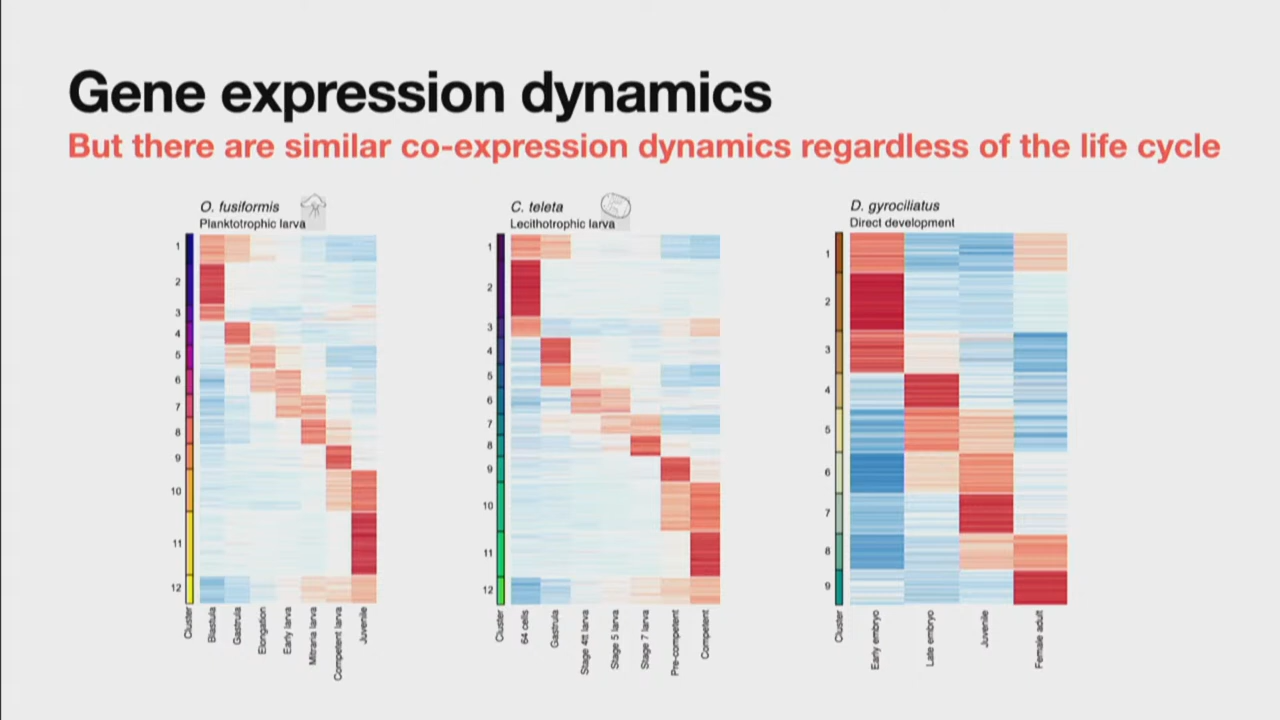 Gene expression dynamics
But there are similar co-expression dynamics regardless of the life cycle
O. fusiformis
Planktotrophic larva
1
2
3
4
5
6
7
8
9
10
11
12
Cluster
Blastula
Gastrula
Elongation
Early larva
Mitraria larva
Competent larva
Juvenile
C. teleta
Lecithotrophic larva
1
2
3
4
5
6
7
8
9
10
11
12
Cluster
64 cells
Gastrula
Stage 4tt larva
Stage 5 larva
Stage 7 larva
Pre-competent
Competent
D. gyrociliatus
Direct development
1
2
3
4
5
6
7
8
9
Cluster
Early embryo
Late embryo
Juvenile
Female adult